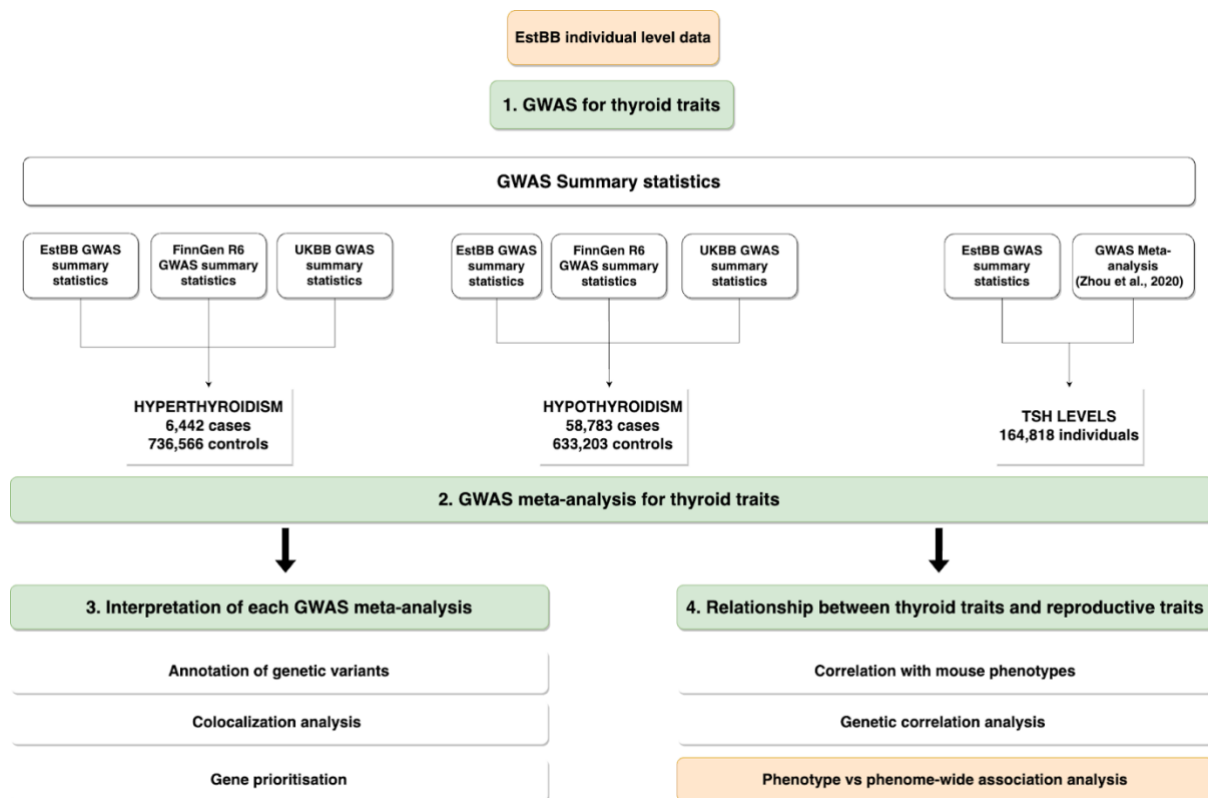 EstBB individual level data
1. GWAS for thyroid traits
GWAS Summary statistics
EstBB GWAS
summary
statistics
FinnGen R6
GWAS summary
statistics
UKBB GWAS
summary
statistics
EstBB GWAS
summary
statistics
FinnGen R6
GWAS summary
statistics
UKBB GWAS
summary
statistics
EstBB GWAS
summary
statistics
GWAS Meta-
analysis
(Zhou et al., 2020)
HYPERTHYROIDISM
6,442 cases
736,566 controls
HYPOTHYROIDISM
58,783 cases
633,203 controls
TSH LEVELS
164,818 individuals
2. GWAS meta-analysis for thyroid traits
3. Interpretation of each GWAS meta-analysis
Annotation of genetic variants
Colocalization analysis
Gene prioritisation
4. Relationship between thyroid traits and reproductive traits
Correlation with mouse phenotypes
Genetic correlation analysis
Phenotype vs phenome-wide association analysis